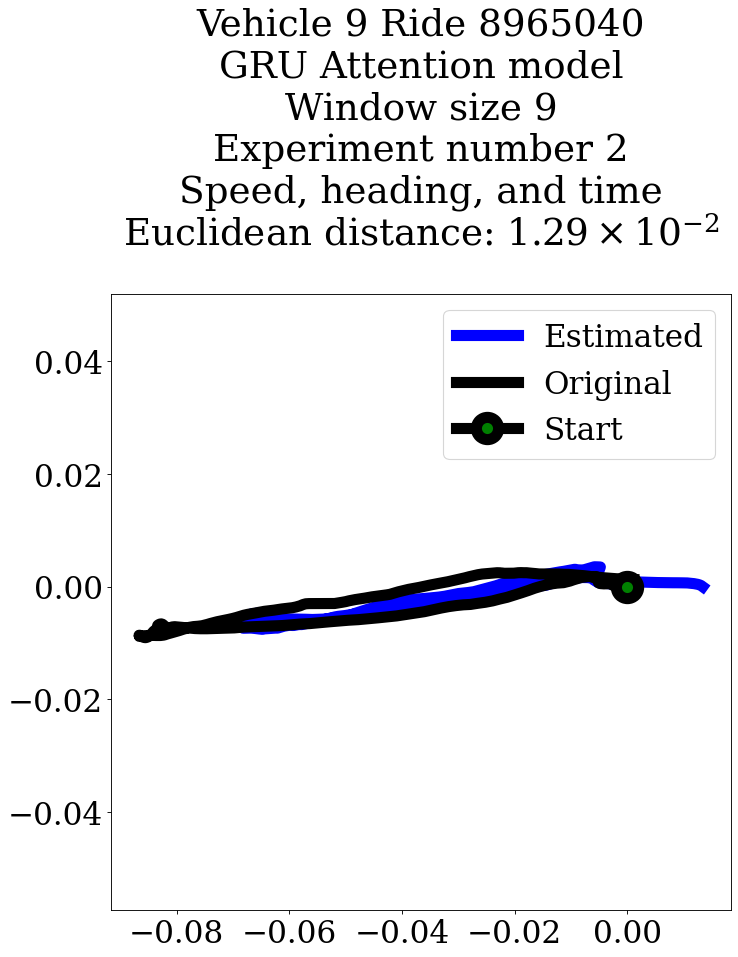 Vehicle 9 Ride 8965040
GRU Attention model
Window size 9
Experiment number 2
Speed, heading, and time
Euclidean distance: 1.29 × 10⁻²
Estimated
Original
Start
0.04
0.02
0.00
−0.02
−0.04
−0.08 −0.06 −0.04 −0.02 0.00